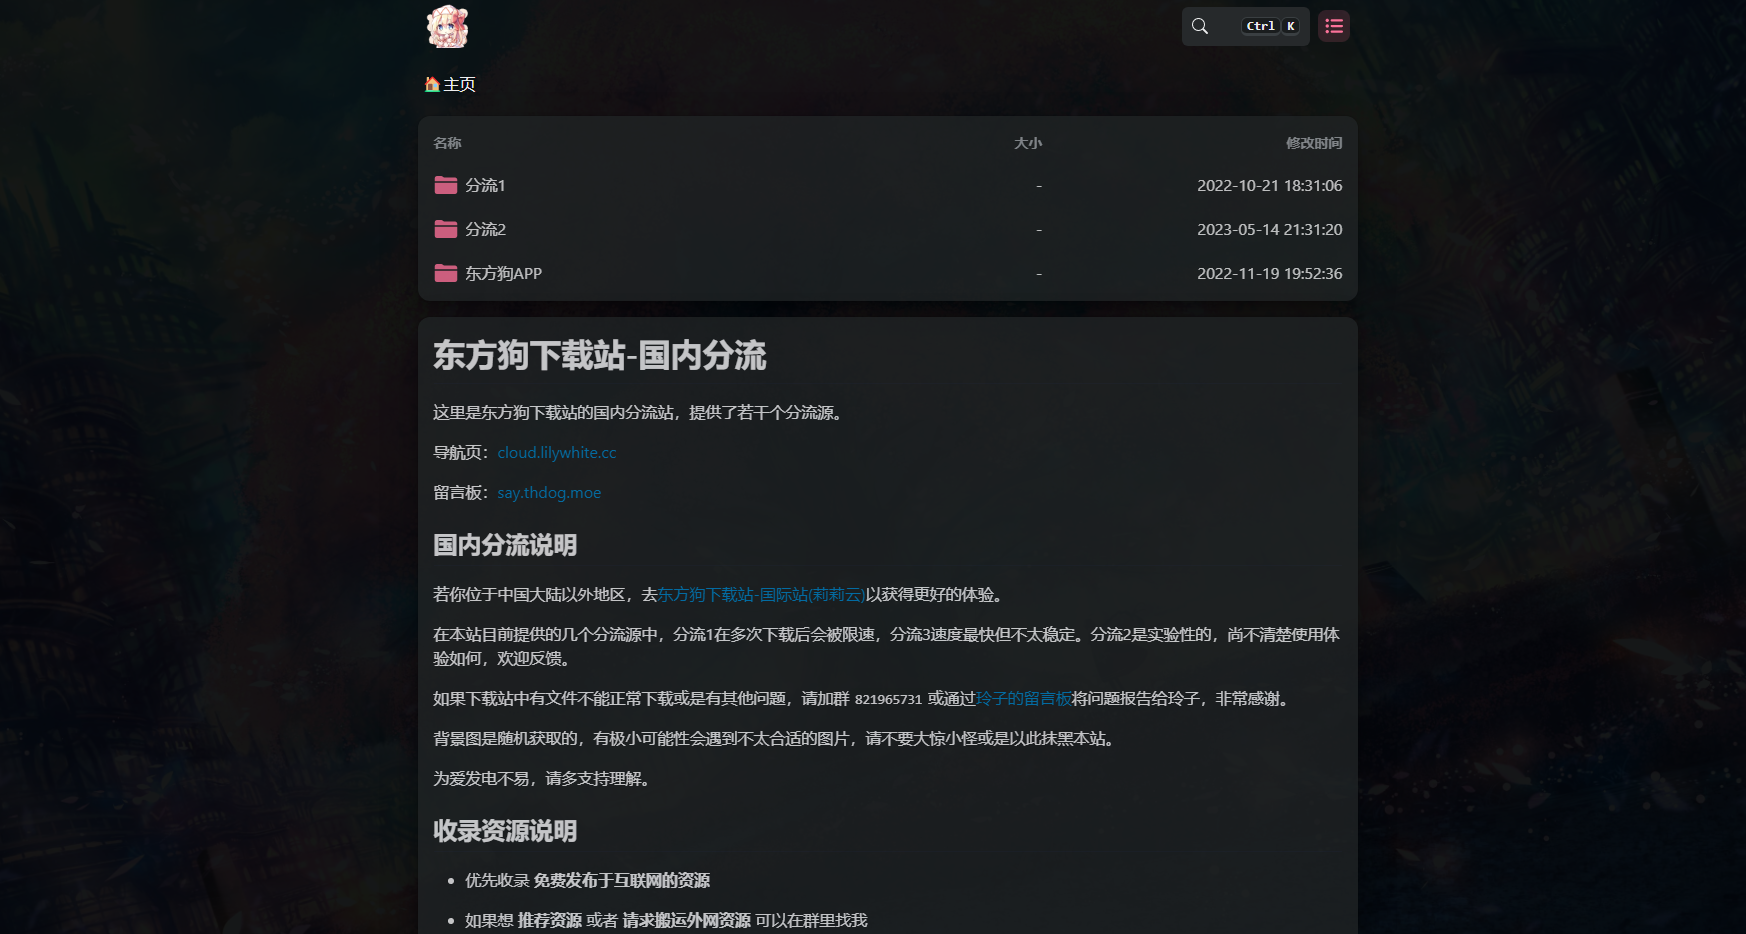 Ctrl K
主页
名称 大小 修改时间
分流1 - 2022-10-21 18:31:06
分流2 - 2023-05-14 21:31:20
东方狗APP - 2022-11-19 19:52:36
东方狗下载站-国内分流
这里是东方狗下载站的国内分流站，提供了若干个分流源。
导航页：cloud.lilywhite.cc
留言板：say.thdog.moe
国内分流说明
若你位于中国大陆以外地区，去东方狗下载站-国际站(莉莉云)以获得更好的体验。
在本站目前提供的几个分流源中，分流1在多次下载后会被限速，分流3速度最快但不太稳定。分流2是实验性的，尚不清楚使用体
验如何，欢迎反馈。
如果下载站中有文件不能正常下载或是有其他问题，请加群 821965731 或通过玲子的留言板将问题报告给玲子，非常感谢。
背景图是随机获取的，有极小可能性会遇到不太合适的图片，请不要大惊小怪或是以此抹黑本站。
为爱发电不易，请多支持理解。
收录资源说明
• 优先收录 免费发布于互联网的资源
• 如果想 推荐资源 或者 请求搬运外网资源 可以在群里找我